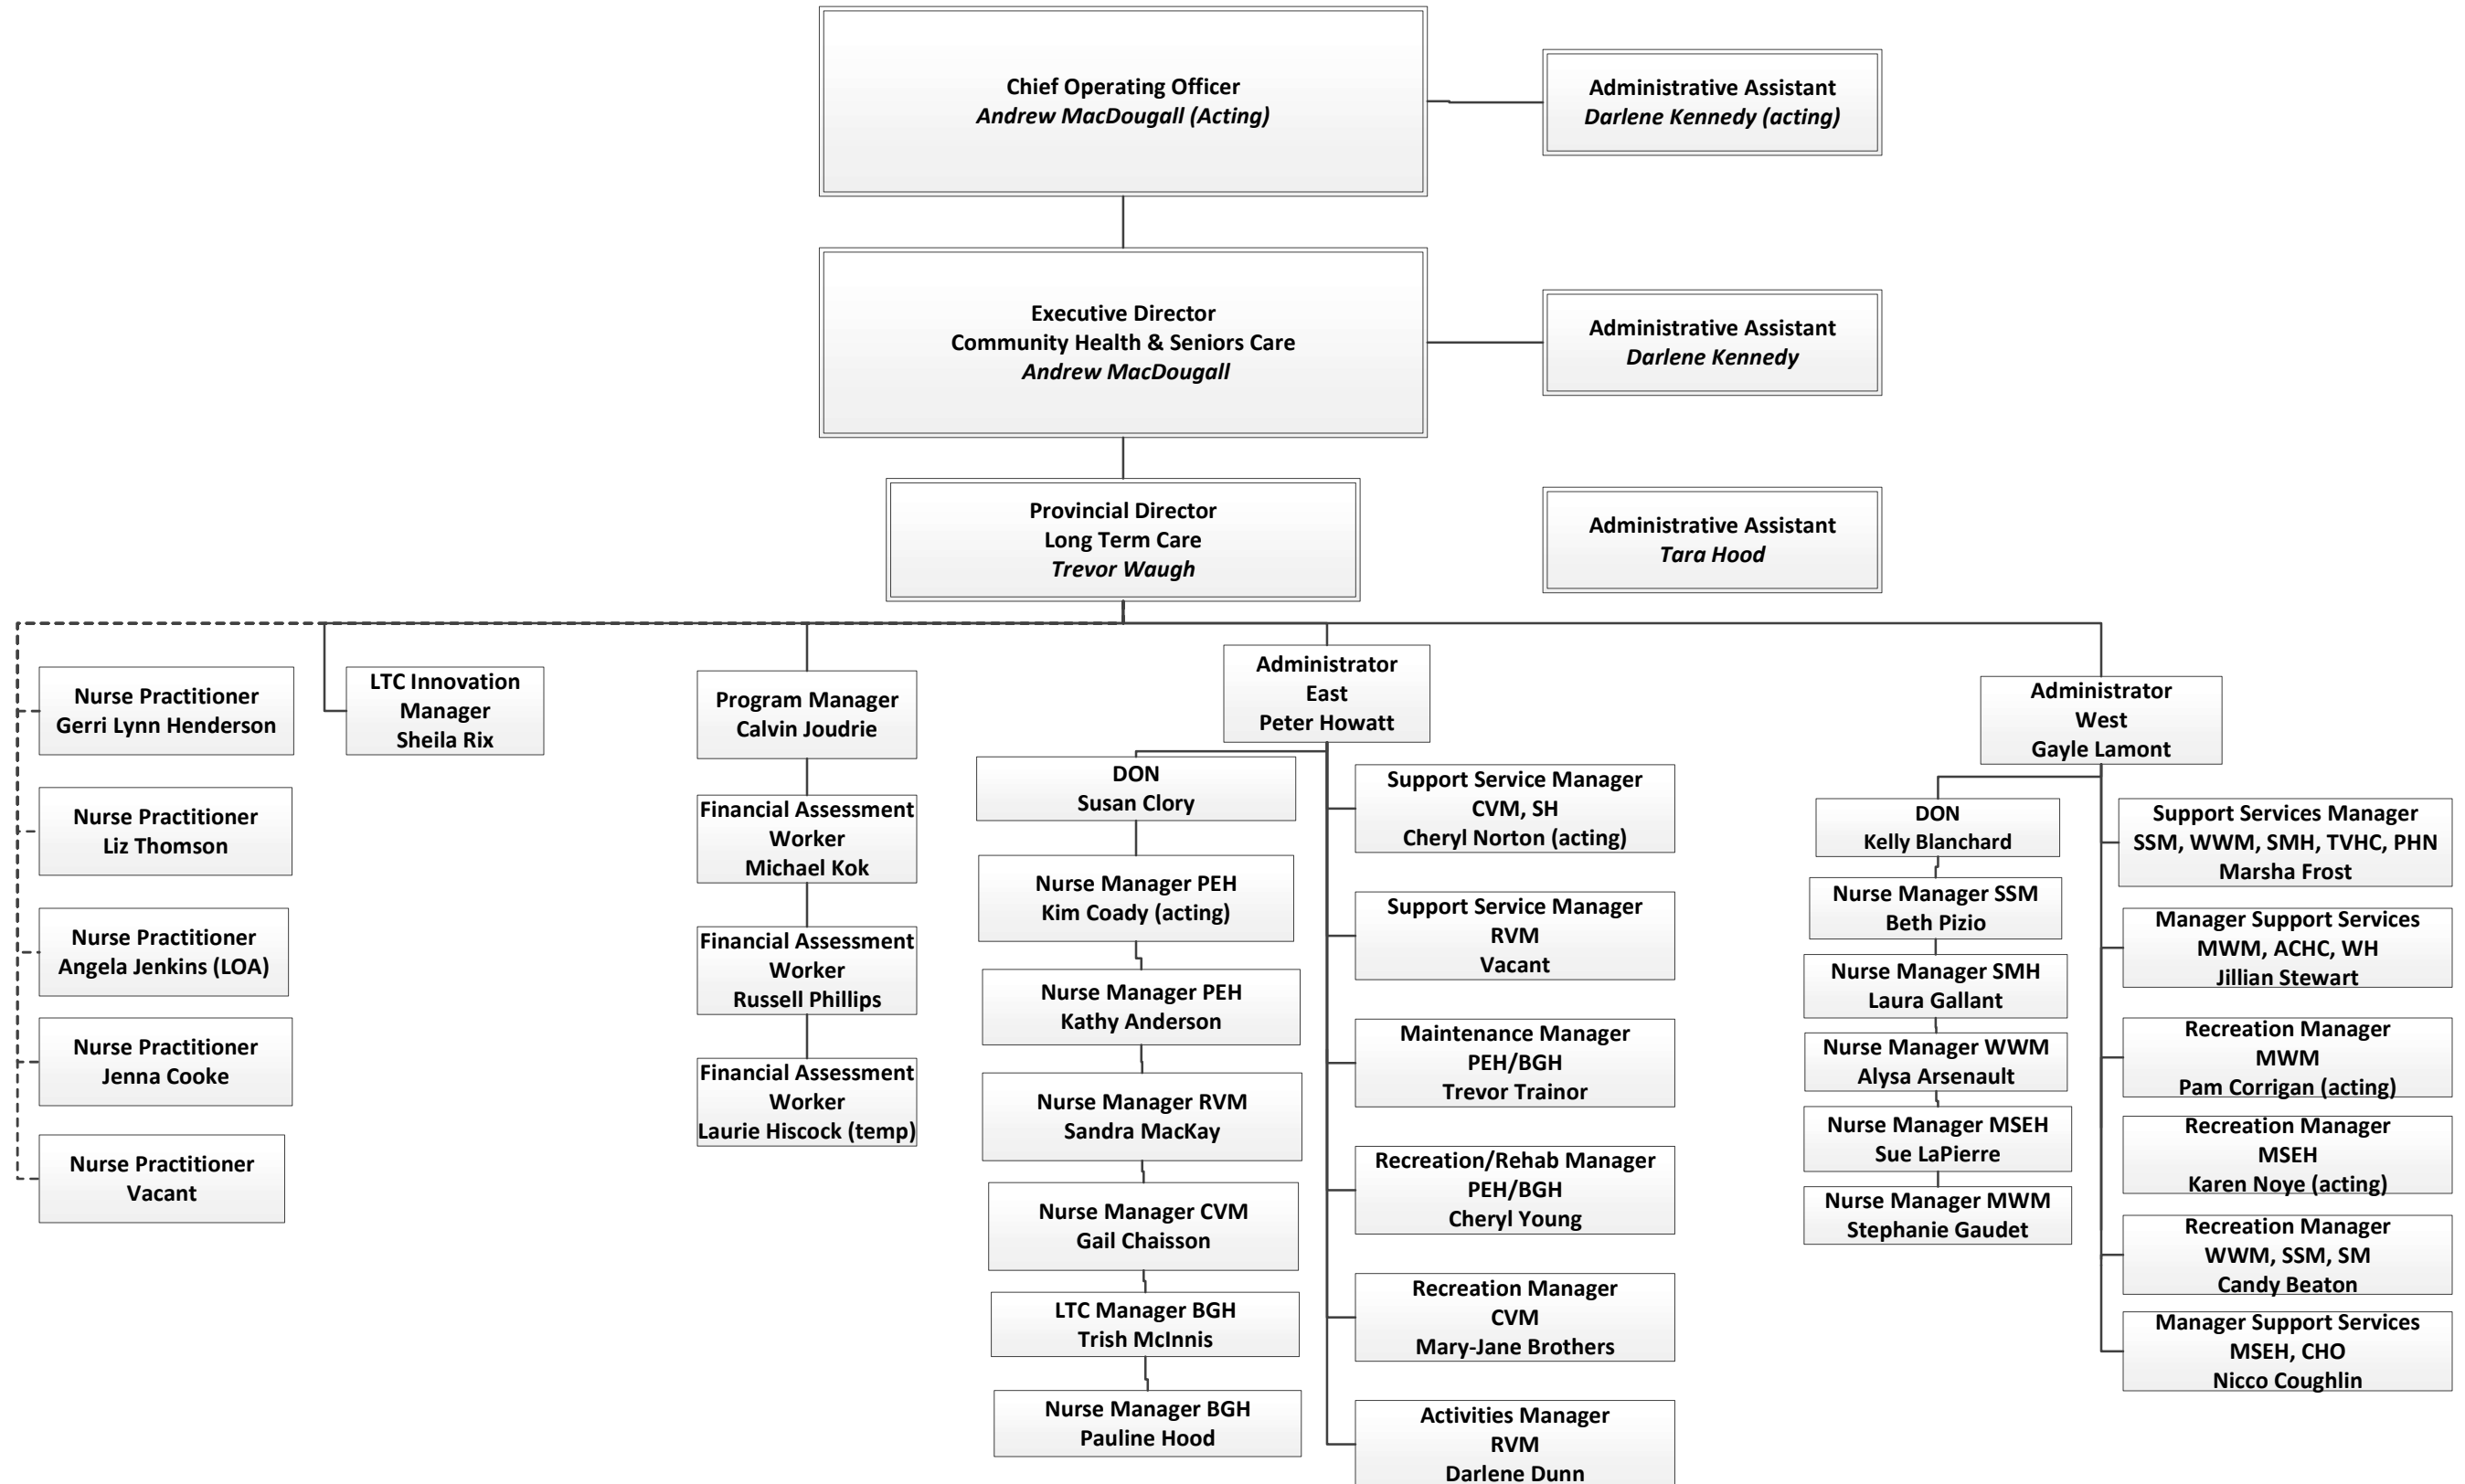 Chief Operating Officer
Andrew MacDougall (Acting)
Administrative Assistant
Darlene Kennedy (acting)
Executive Director
Community Health & Seniors Care
Andrew MacDougall
Administrative Assistant
Darlene Kennedy
Provincial Director
Long Term Care
Trevor Waugh
Administrative Assistant
Tara Hood
Nurse Practitioner
Gerri Lynn Henderson
Nurse Practitioner
Liz Thomson
Nurse Practitioner
Angela Jenkins (LOA)
Nurse Practitioner
Jenna Cooke
Nurse Practitioner
Vacant
LTC Innovation
Manager
Sheila Rix
Program Manager
Calvin Joudrie
Financial Assessment
Worker
Michael Kok
Financial Assessment
Worker
Russell Phillips
Financial Assessment
Worker
Laurie Hiscock (temp)
Administrator
East
Peter Howatt
DON
Susan Clory
Nurse Manager PEH
Kim Coady (acting)
Nurse Manager PEH
Kathy Anderson
Nurse Manager RVM
Sandra MacKay
Nurse Manager CVM
Gail Chaisson
LTC Manager BGH
Trish McInnis
Nurse Manager BGH
Pauline Hood
Support Service Manager
CVM, SH
Cheryl Norton (acting)
Support Service Manager
RVM
Vacant
Maintenance Manager
PEH/BGH
Trevor Trainor
Recreation/Rehab Manager
PEH/BGH
Cheryl Young
Recreation Manager
CVM
Mary-Jane Brothers
Activities Manager
RVM
Darlene Dunn
Administrator
West
Gayle Lamont
DON
Kelly Blanchard
Nurse Manager SSM
Beth Pizio
Nurse Manager SMH
Laura Gallant
Nurse Manager WWM
Alysa Arsenault
Nurse Manager MSEH
Sue LaPierre
Nurse Manager MWM
Stephanie Gaudet
Support Services Manager
SSM, WWM, SMH, TVHC, PHN
Marsha Frost
Manager Support Services
MWM, ACHC, WH
Jillian Stewart
Recreation Manager
MWM
Pam Corrigan (acting)
Recreation Manager
MSEH
Karen Noye (acting)
Recreation Manager
WWM, SSM, SM
Candy Beaton
Manager Support Services
MSEH, CHO
Nicco Coughlin